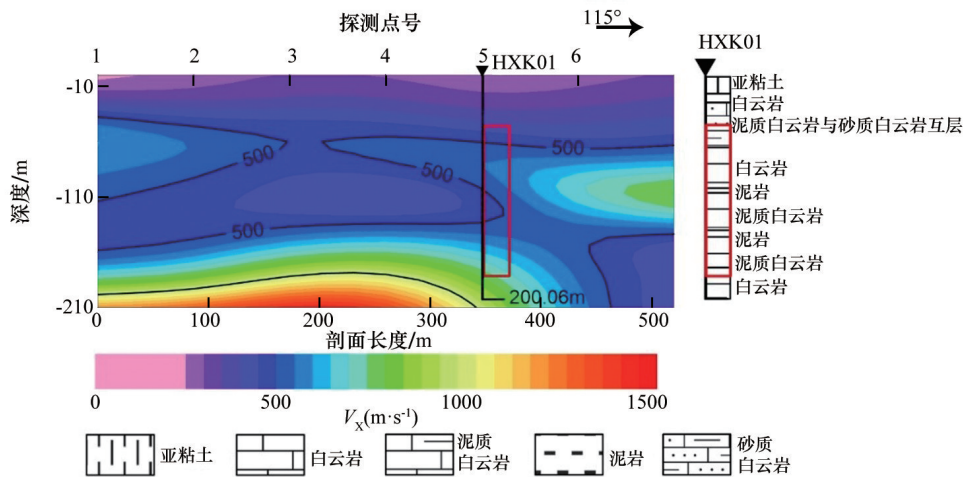 探测点号
115°
1 2 3 4 5 6
HXK01
HXK01
-10
-110
-210
深度/m
500
500
500
500
200.06m
0 100 200 300 400 500
剖面长度/m
亚粘土
白云岩
泥质白云岩与砂质白云岩互层
白云岩
泥岩
泥质白云岩
泥岩
泥质白云岩
白云岩
0 500 1000 1500
Vₓ(m·s⁻¹)
亚粘土
白云岩
泥质
白云岩
泥岩
砂质
白云岩